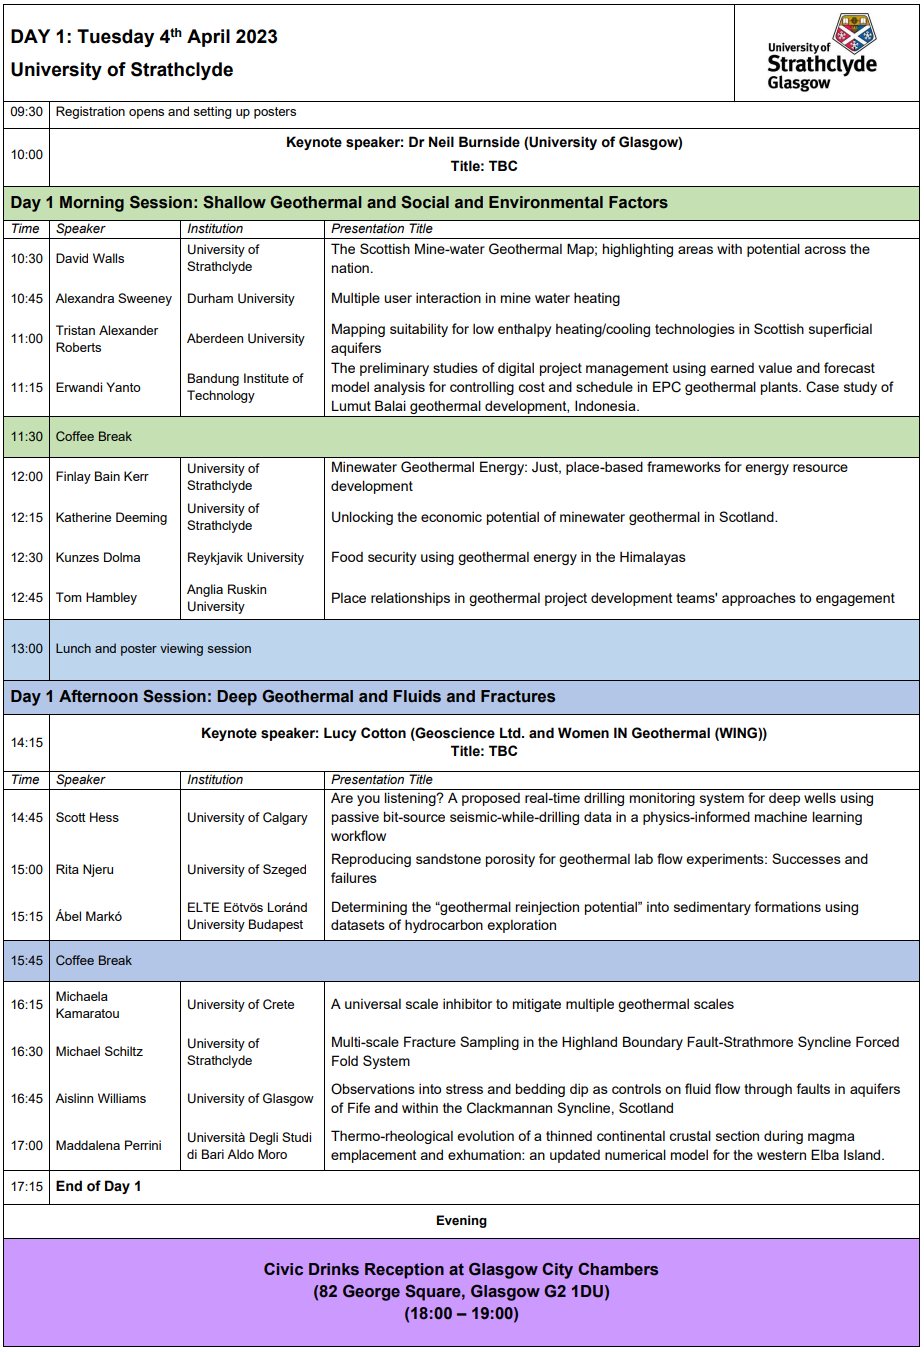 DAY 1: Tuesday 4th April 2023
University of Strathclyde
University of
Strathclyde
Glasgow
09:30 Registration opens and setting up posters
10:00
Keynote speaker: Dr Neil Burnside (University of Glasgow)
Title: TBC
Day 1 Morning Session: Shallow Geothermal and Social and Environmental Factors
Time Speaker Institution Presentation Title
10:30 David Walls
University of
Strathclyde
The Scottish Mine-water Geothermal Map; highlighting areas with potential across the
nation.
10:45 Alexandra Sweeney Durham University Multiple user interaction in mine water heating
11:00
Tristan Alexander
Roberts
Aberdeen University
Mapping suitability for low enthalpy heating/cooling technologies in Scottish superficial
aquifers
11:15 Erwandi Yanto
Bandung Institute of
Technology
The preliminary studies of digital project management using earned value and forecast
model analysis for controlling cost and schedule in EPC geothermal plants. Case study of
Lumut Balai geothermal development, Indonesia.
11:30 Coffee Break
12:00 Finlay Bain Kerr
University of
Strathclyde
Minewater Geothermal Energy: Just, place-based frameworks for energy resource
development
12:15 Katherine Deeming
University of
Strathclyde
Unlocking the economic potential of minewater geothermal in Scotland.
12:30 Kunzes Dolma Reykjavik University Food security using geothermal energy in the Himalayas
12:45 Tom Hambley
Anglia Ruskin
University
Place relationships in geothermal project development teams' approaches to engagement
13:00 Lunch and poster viewing session
Day 1 Afternoon Session: Deep Geothermal and Fluids and Fractures
14:15
Keynote speaker: Lucy Cotton (Geoscience Ltd. and Women IN Geothermal (WING))
Title: TBC
Time Speaker Institution Presentation Title
14:45 Scott Hess University of Calgary
Are you listening? A proposed real-time drilling monitoring system for deep wells using
passive bit-source seismic-while-drilling data in a physics-informed machine learning
workflow
15:00 Rita Njeru University of Szeged
Reproducing sandstone porosity for geothermal lab flow experiments: Successes and
failures
15:15 Ábel Markó
ELTE Eötvös Loránd
University Budapest
Determining the “geothermal reinjection potential” into sedimentary formations using
datasets of hydrocarbon exploration
15:45 Coffee Break
16:15
Michaela
Kamaratou
University of Crete A universal scale inhibitor to mitigate multiple geothermal scales
16:30 Michael Schiltz
University of
Strathclyde
Multi-scale Fracture Sampling in the Highland Boundary Fault-Strathmore Syncline Forced
Fold System
16:45 Aislinn Williams University of Glasgow
Observations into stress and bedding dip as controls on fluid flow through faults in aquifers
of Fife and within the Clackmannan Syncline, Scotland
17:00 Maddalena Perrini
Università Degli Studi
di Bari Aldo Moro
Thermo-rheological evolution of a thinned continental crustal section during magma
emplacement and exhumation: an updated numerical model for the western Elba Island.
17:15 End of Day 1
Evening
Civic Drinks Reception at Glasgow City Chambers
(82 George Square, Glasgow G2 1DU)
(18:00 – 19:00)